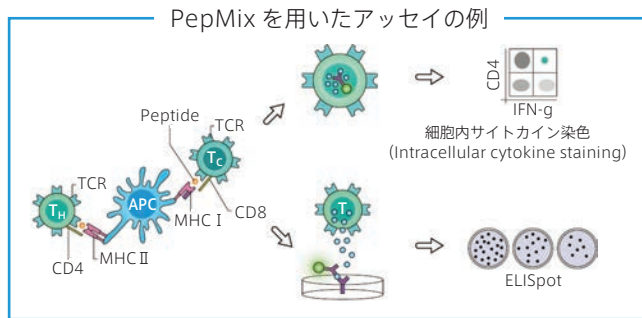 PepMix を用いたアッセイの例
Peptide
TCR
TC
TCR
TH
APC
MHC I
CD8
CD4
MHC II
CD4
IFN-g
細胞内サイトカイン染色
(Intracellular cytokine staining)
T
ELISpot